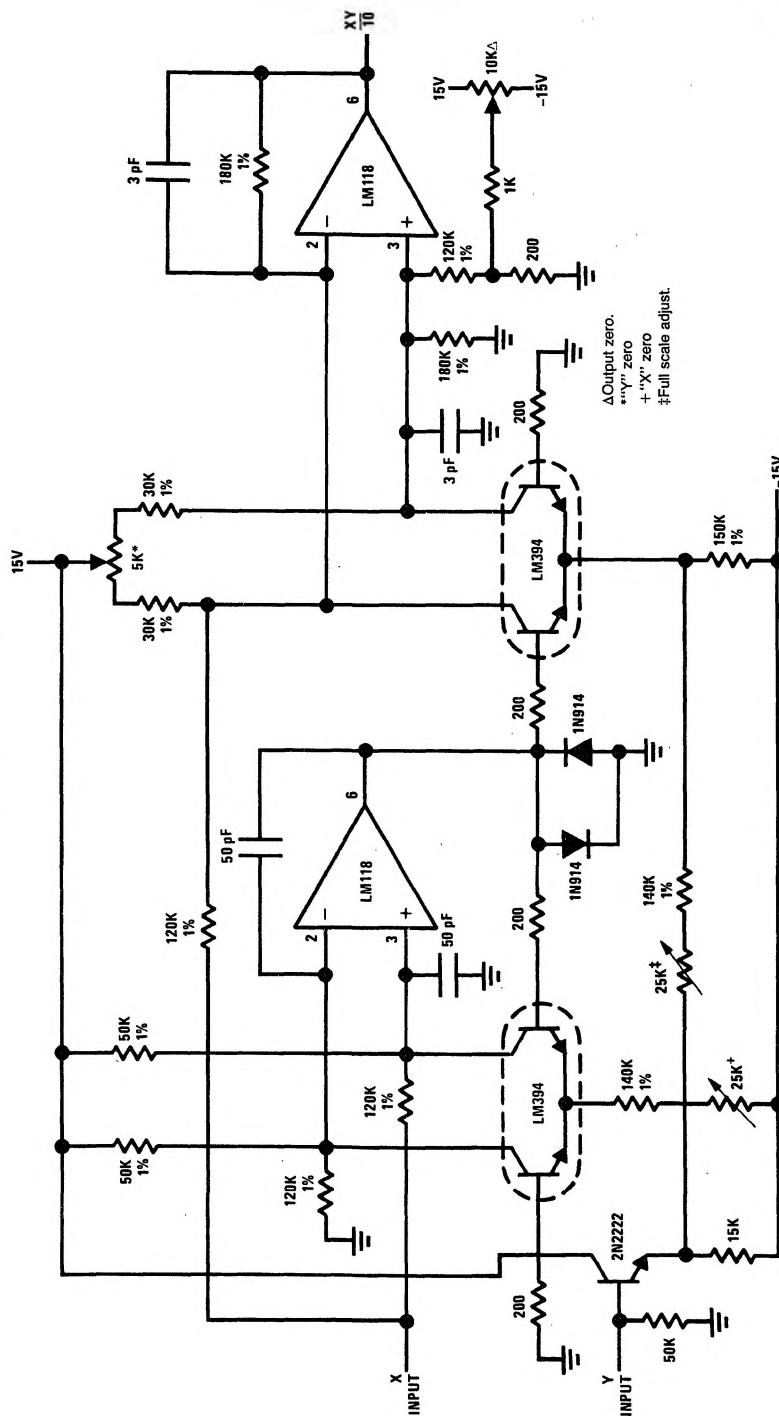 XY
10
3 pF
180K
1%
LM118
2
3
6
15V
10KΔ
-15V
1K
120K
1%
200
180K
1%
3 pF
200
ΔOutput zero.
*"Y" zero
+ "X" zero
‡Full scale adjust.
15V
5K*
30K
1%
30K
1%
LM394
150K
1%
-15V
200
120K
1%
50 pF
LM118
2
3
6
50 pF
1N914
1N914
200
140K
1%
25K‡
50K
1%
50K
1%
120K
1%
120K
1%
LM394
140K
1%
25K+
2N2222
15K
200
50K
X
INPUT
Y
INPUT